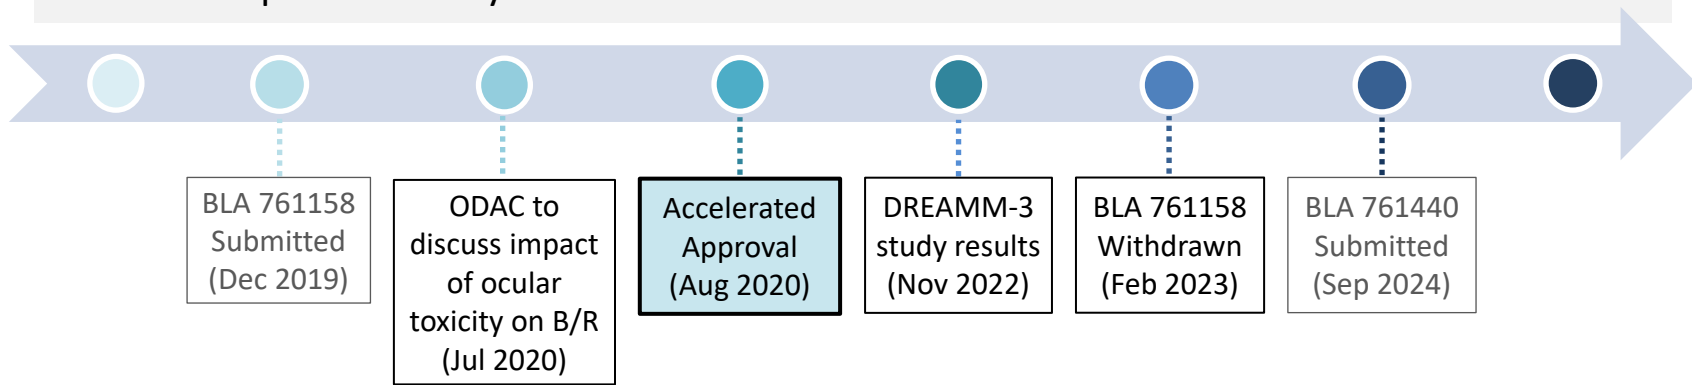 BLA 761158
Submitted
(Dec 2019)
ODAC to
discuss impact
of ocular
toxicity on B/R
(Jul 2020)
Accelerated
Approval
(Aug 2020)
DREAMM-3
study results
(Nov 2022)
BLA 761158
Withdrawn
(Feb 2023)
BLA 761440
Submitted
(Sep 2024)